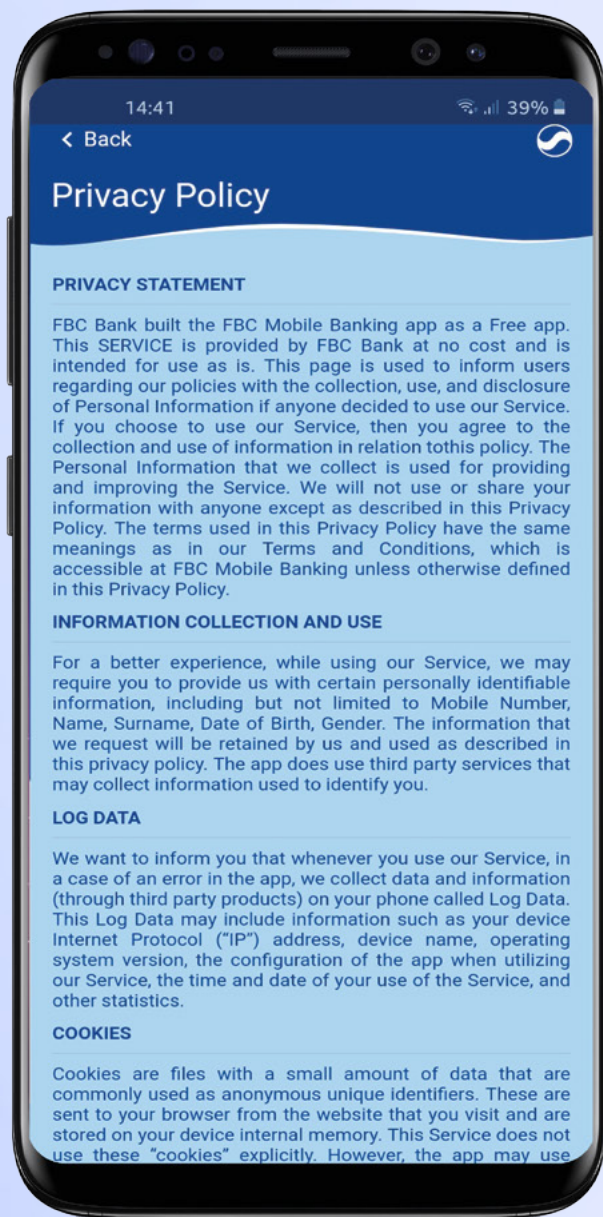 14:41
39%
Back
Privacy Policy
PRIVACY STATEMENT
FBC Bank built the FBC Mobile Banking app as a Free app.
This SERVICE is provided by FBC Bank at no cost and is
intended for use as is. This page is used to inform users
regarding our policies with the collection, use, and disclosure
of Personal Information if anyone decided to use our Service.
If you choose to use our Service, then you agree to the
collection and use of information in relation tothis policy. The
Personal Information that we collect is used for providing
and improving the Service. We will not use or share your
information with anyone except as described in this Privacy
Policy. The terms used in this Privacy Policy have the same
meanings as in our Terms and Conditions, which is
accessible at FBC Mobile Banking unless otherwise defined
in this Privacy Policy.
INFORMATION COLLECTION AND USE
For a better experience, while using our Service, we may
require you to provide us with certain personally identifiable
information, including but not limited to Mobile Number,
Name, Surname, Date of Birth, Gender. The information that
we request will be retained by us and used as described in
this privacy policy. The app does use third party services that
may collect information used to identify you.
LOG DATA
We want to inform you that whenever you use our Service, in
a case of an error in the app, we collect data and information
(through third party products) on your phone called Log Data.
This Log Data may include information such as your device
Internet Protocol (“IP”) address, device name, operating
system version, the configuration of the app when utilizing
our Service, the time and date of your use of the Service, and
other statistics.
COOKIES
Cookies are files with a small amount of data that are
commonly used as anonymous unique identifiers. These are
sent to your browser from the website that you visit and are
stored on your device internal memory. This Service does not
use these “cookies” explicitly. However, the app may use